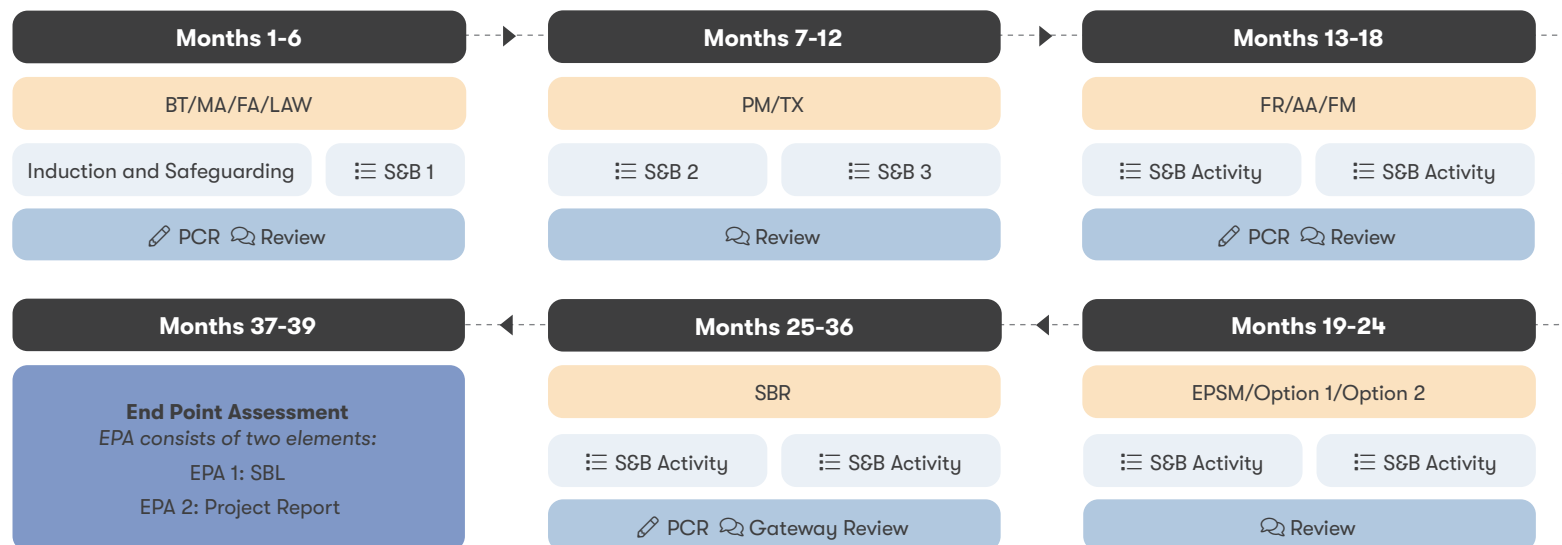 Months 1-6
BT/MA/FA/LAW
Induction and Safeguarding
S&B 1
PCR Review
Months 7-12
PM/TX
S&B 2
S&B 3
Review
Months 13-18
FR/AA/FM
S&B Activity
S&B Activity
PCR Review
Months 19-24
EPSM/Option 1/Option 2
S&B Activity
S&B Activity
Review
Months 25-36
SBR
S&B Activity
S&B Activity
PCR Gateway Review
Months 37-39
End Point Assessment
EPA consists of two elements:
EPA 1: SBL
EPA 2: Project Report